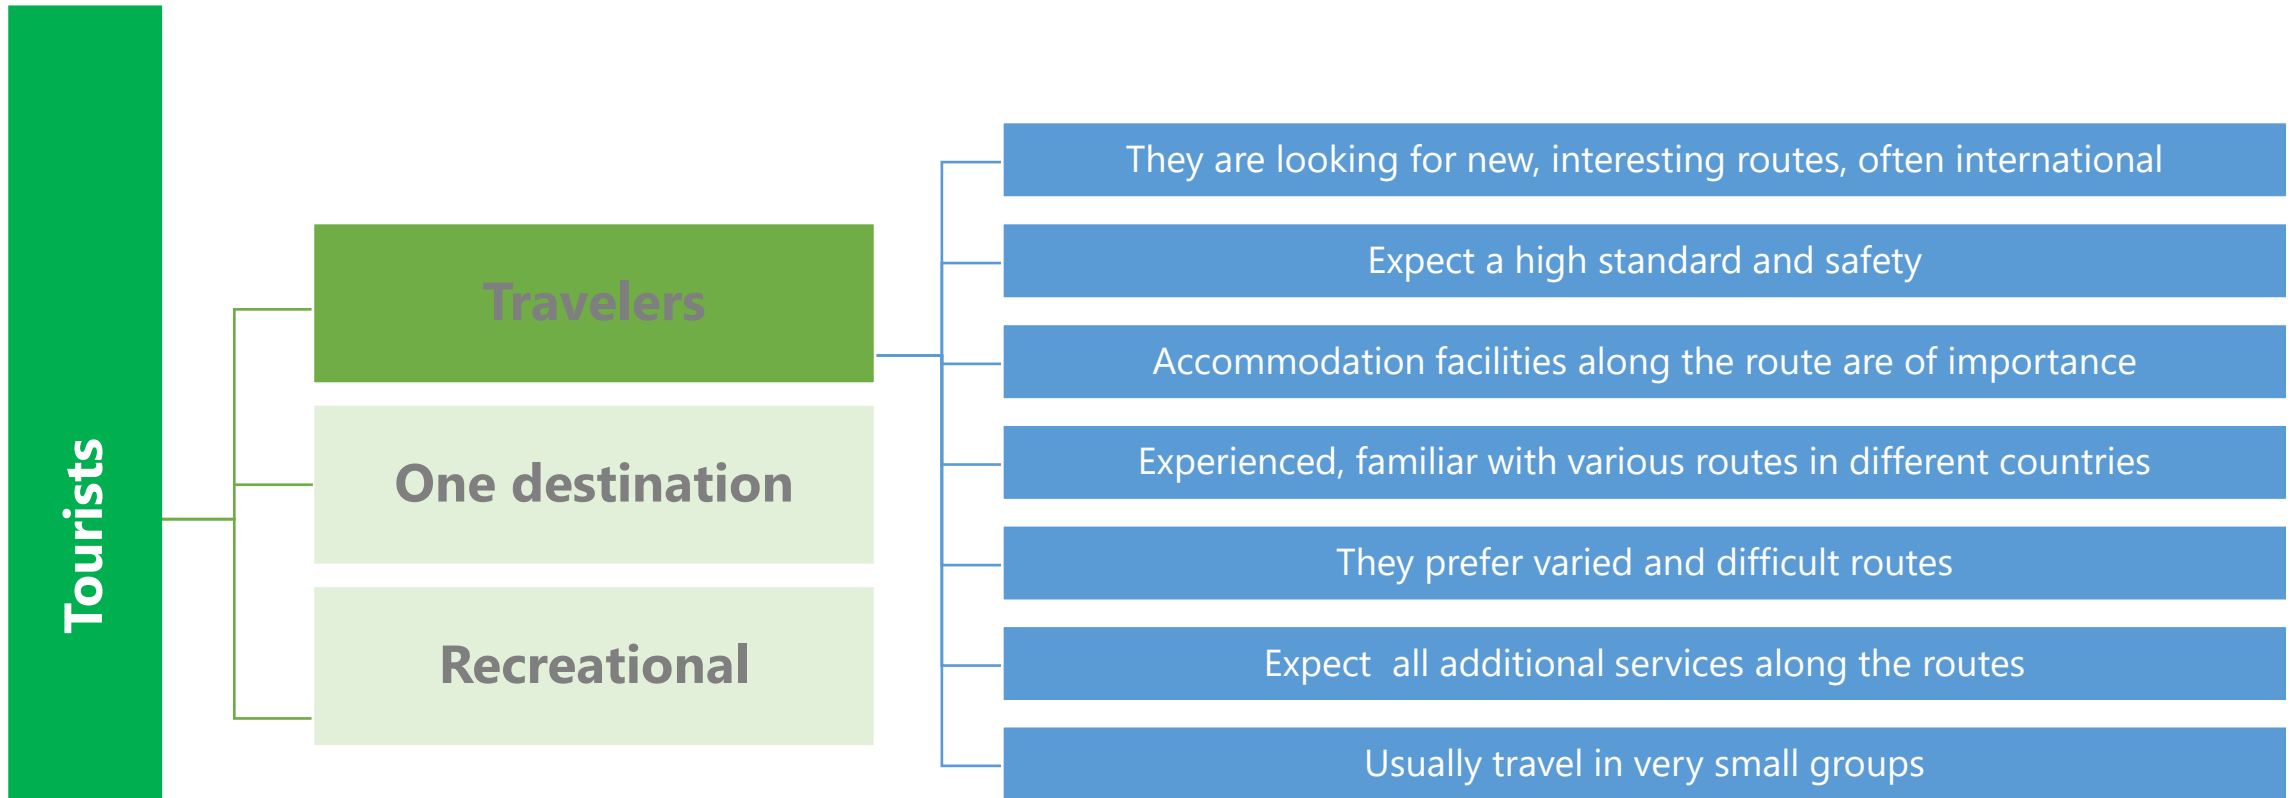 Tourists
Travelers
One destination
Recreational
They are looking for new, interesting routes, often international
Expect a high standard and safety
Accommodation facilities along the route are of importance
Experienced, familiar with various routes in different countries
They prefer varied and difficult routes
Expect  all additional services along the routes
Usually travel in very small groups